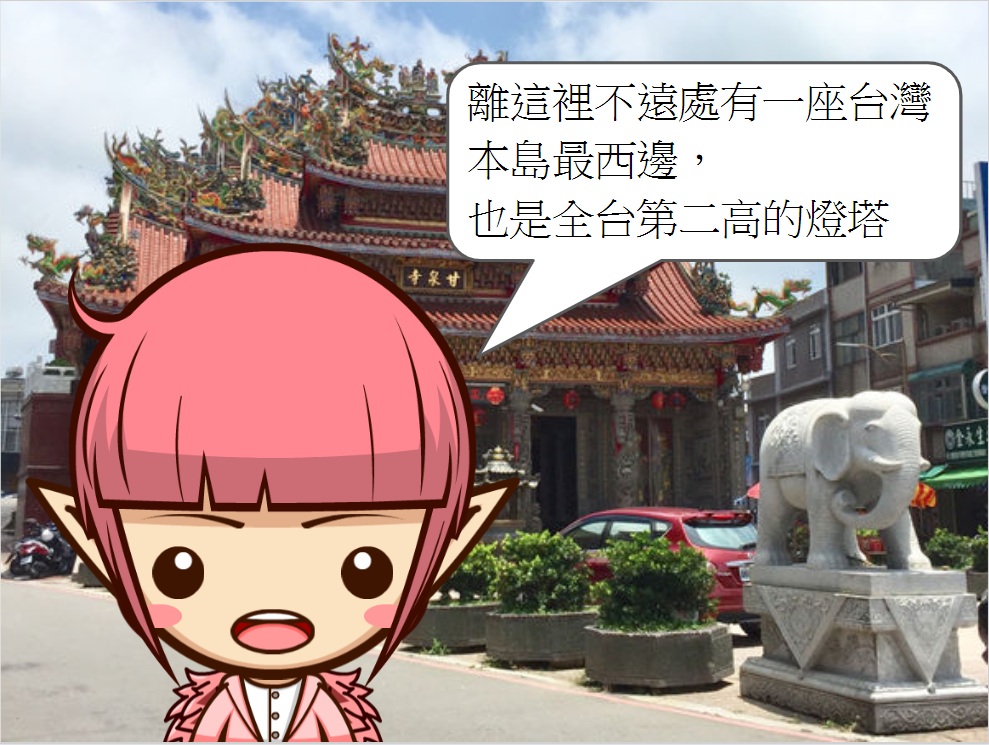 離這裡不遠處有一座台灣
本島最西邊，
也是全台第二高的燈塔
寺泉甘